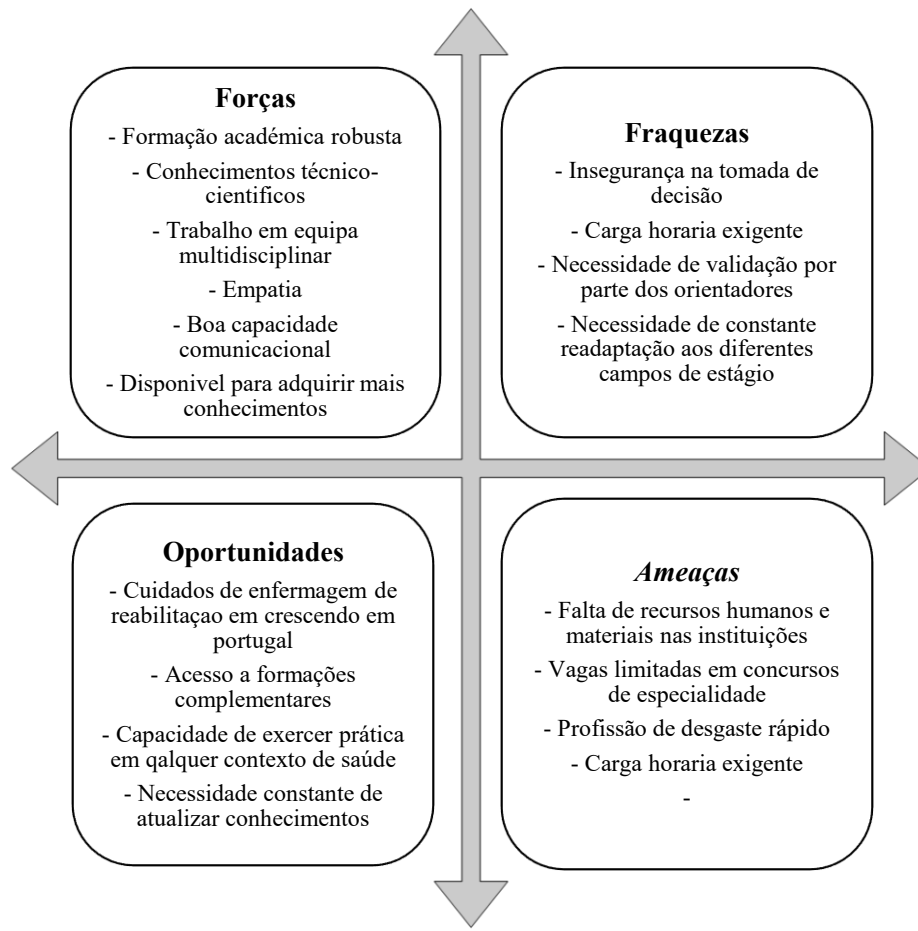 Forças
- Formação académica robusta
- Conhecimentos técnico-
cientificos
- Trabalho em equipa
multidisciplinar
- Empatia
- Boa capacidade
comunicacional
- Disponivel para adquirir mais
conhecimentos
Fraquezas
- Insegurança na tomada de
decisão
- Carga horaria exigente
- Necessidade de validação por
parte dos orientadores
- Necessidade de constante
readaptação aos diferentes
campos de estágio
Oportunidades
- Cuidados de enfermagem de
reabilitaçao em crescendo em
portugal
- Acesso a formações
complementares
- Capacidade de exercer prática
em qalquer contexto de saúde
- Necessidade constante de
atualizar conhecimentos
Ameaças
- Falta de recursos humanos e
materiais nas instituições
- Vagas limitadas em concursos
de especialidade
- Profissão de desgaste rápido
- Carga horaria exigente
-